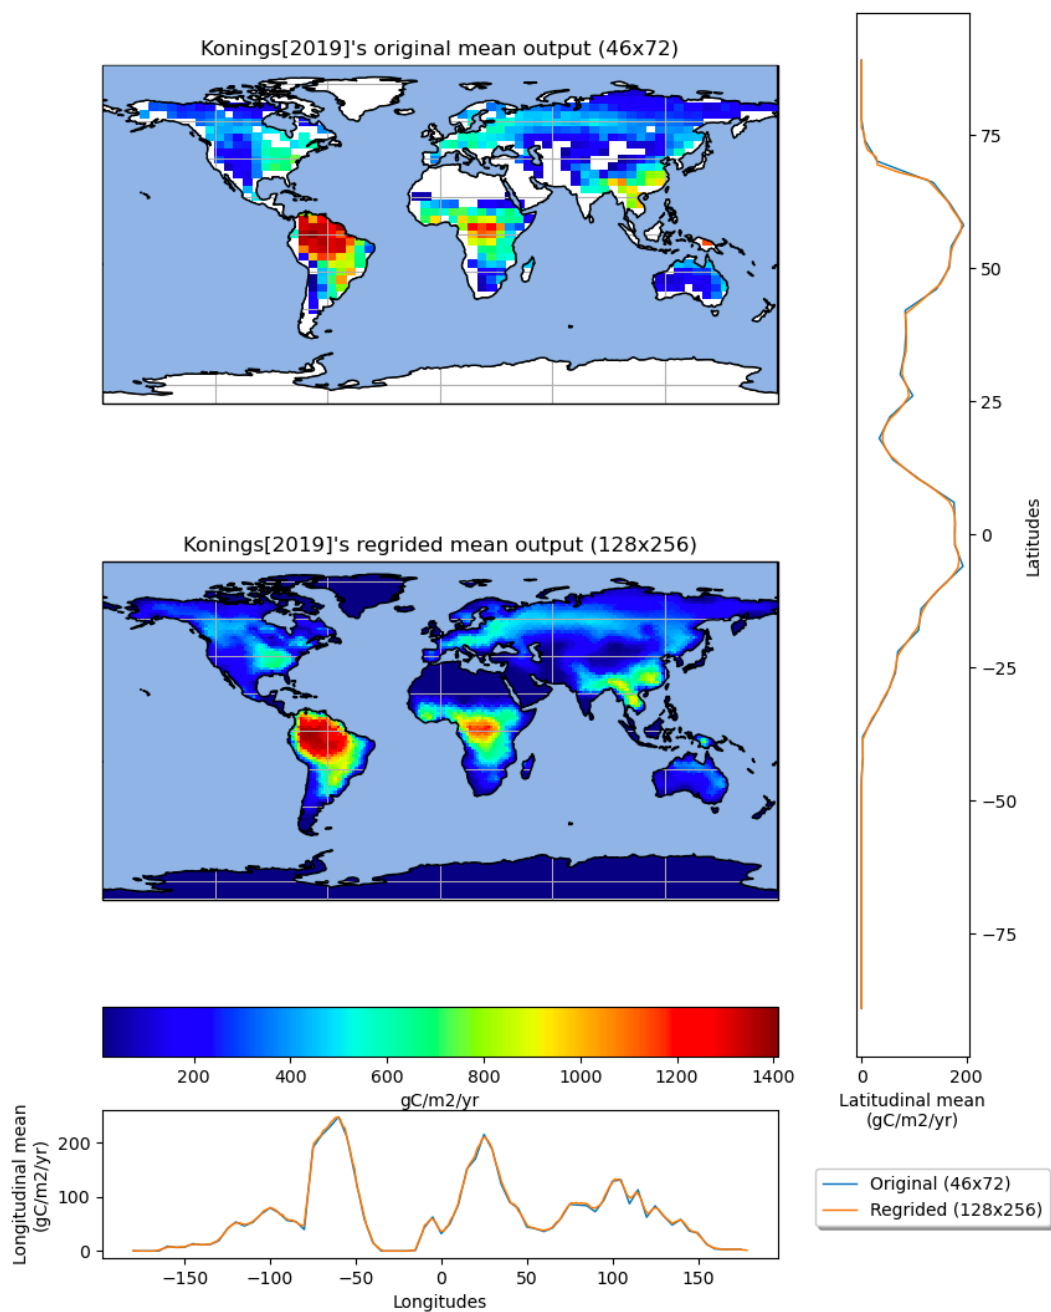 Konings[2019]'s original mean output (46x72)
Konings[2019]'s regrided mean output (128x256)
200 400 600 800 1000 1200 1400
gC/m2/yr
Longitudinal mean
(gC/m2/yr)
200
100
0
−150 −100 −50 0 50 100 150
Longitudes
75
50
25
0
−25
−50
−75
Latitudes
0 200
Latitudinal mean
(gC/m2/yr)
Original (46x72)
Regrided (128x256)